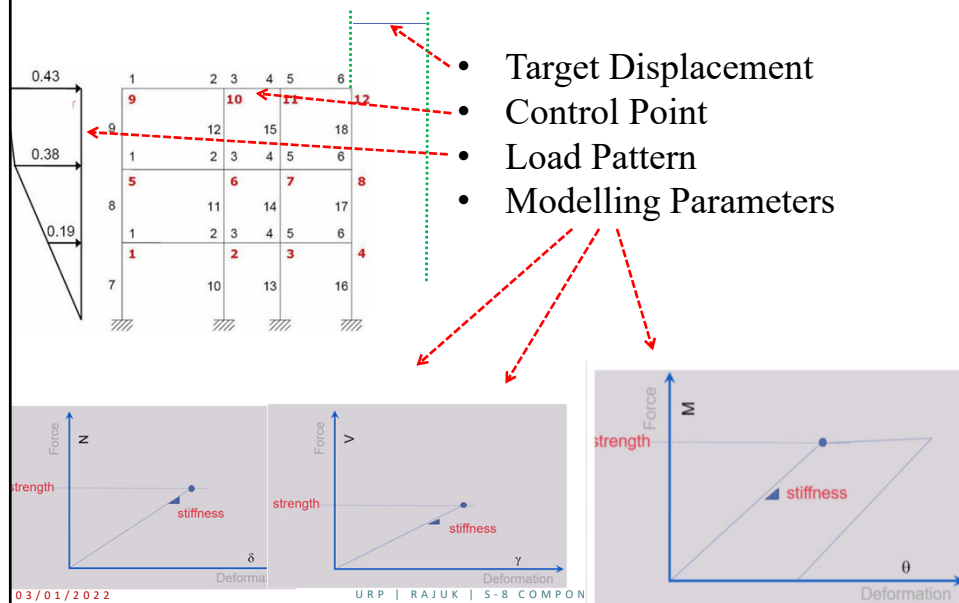 • Target Displacement
• Control Point
• Load Pattern
• Modelling Parameters
0.43
1 2 3 4 5 6
9 10 11 12
9 12 15 18
0.38
1 2 3 4 5 6
5 6 7 8
8 11 14 17
0.19
1 2 3 4 5 6
1 2 3 4
7 10 13 16
Force
N
strength
stiffness
δ
Deforma
Force
V
strength
stiffness
γ
Deformation
Force
M
strength
stiffness
θ
Deformation
03/01/2022
URP | RAJUK | S-8 COMPON